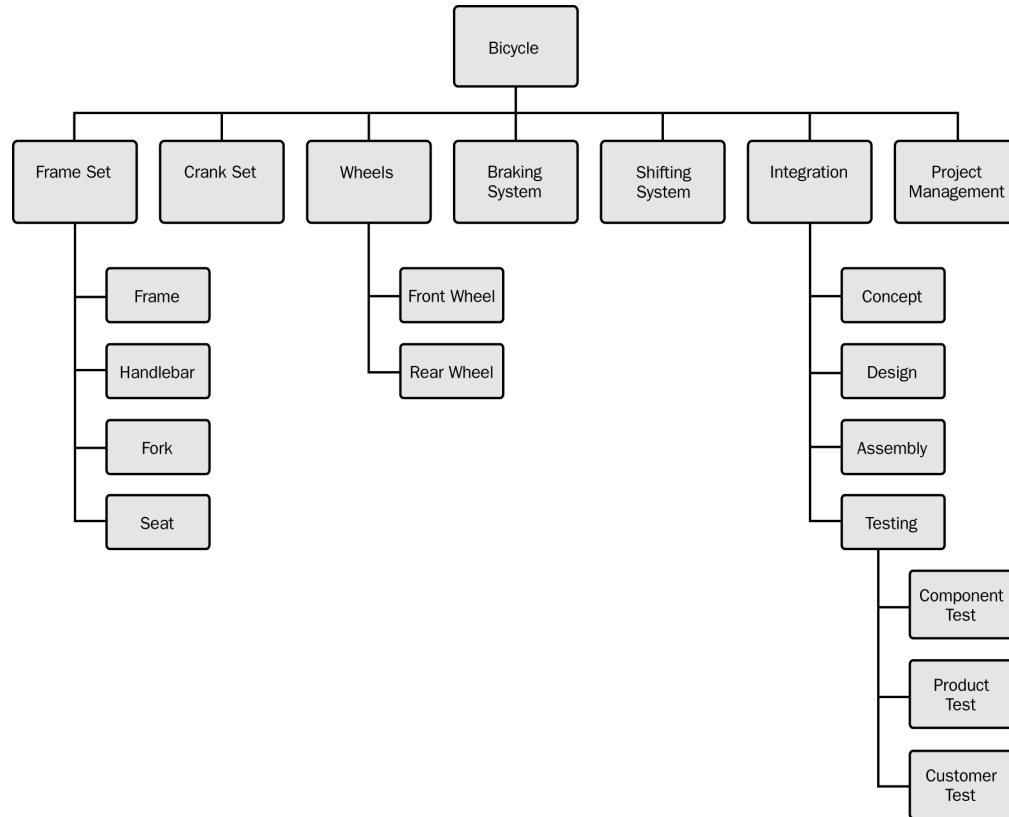 Bicycle
Frame Set
Crank Set
Wheels
Braking
System
Shifting
System
Integration
Project
Management
Frame
Handlebar
Fork
Seat
Front Wheel
Rear Wheel
Concept
Design
Assembly
Testing
Component
Test
Product
Test
Customer
Test